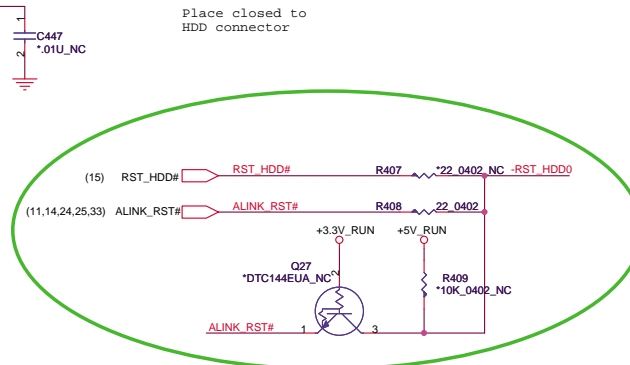 Place closed to
HDD connector
1
C447
*.01U_NC
2
(15) RST_HDD# RST_HDD# R407 *22_0402_NC -RST_HDD0
(11,14,24,25,33) ALINK_RST# ALINK_RST# R408 22_0402
+3.3V_RUN +5V_RUN
Q27
*DTC144EUA_NC 2
R409
*10K_0402_NC
ALINK_RST# 1 3